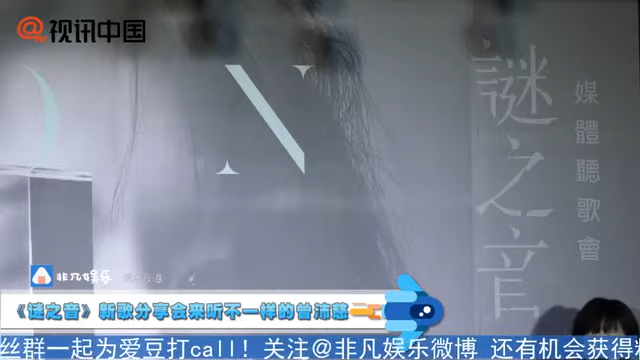 @视讯中国
謎之音
媒體聽歌會
非凡娱乐
《谜之音》新歌分享会来听不一样的曾沛慈
丝群一起为爱豆打call！关注@非凡娱乐微博 还有机会获得